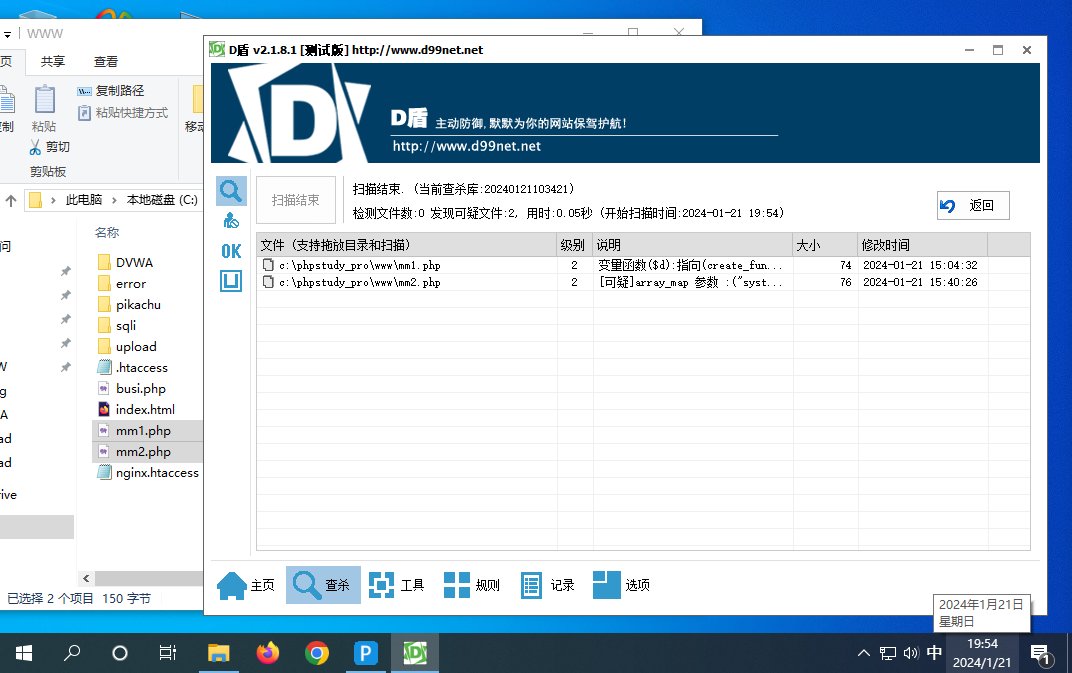 WWW
页
共享
查看
复制路径
粘贴快捷方式
粘贴
剪切
制
移动
剪贴板
此电脑
本地磁盘 (C:)
名称
问
DVWA
error
pikachu
sqli
upload
.htaccess
busi.php
index.html
mm1.php
mm2.php
nginx.htaccess
W
g
A
ad
ad
rive
已选择 2 个项目 150 字节
D盾 v2.1.8.1 [测试版] http://www.d99net.net
D
D盾 主动防御,默默为你的网站保驾护航!
http://www.d99net.net
OK
扫描结束
扫描结束. (当前查杀库:20240121103421)
检测文件数:0 发现可疑文件:2, 用时:0.05秒 (开始扫描时间:2024-01-21 19:54)
返回
文件 (支持拖放目录和扫描) 级别 说明 大小 修改时间
c:\phpstudy_pro\www\mm1.php 2 变量函数($d):指向(create_fun... 74 2024-01-21 15:04:32
c:\phpstudy_pro\www\mm2.php 2 [可疑]array_map 参数 :("syst... 76 2024-01-21 15:40:26
主页 查杀 工具 规则 记录 选项
2024年1月21日
星期日
P
中
19:54
2024/1/21
1